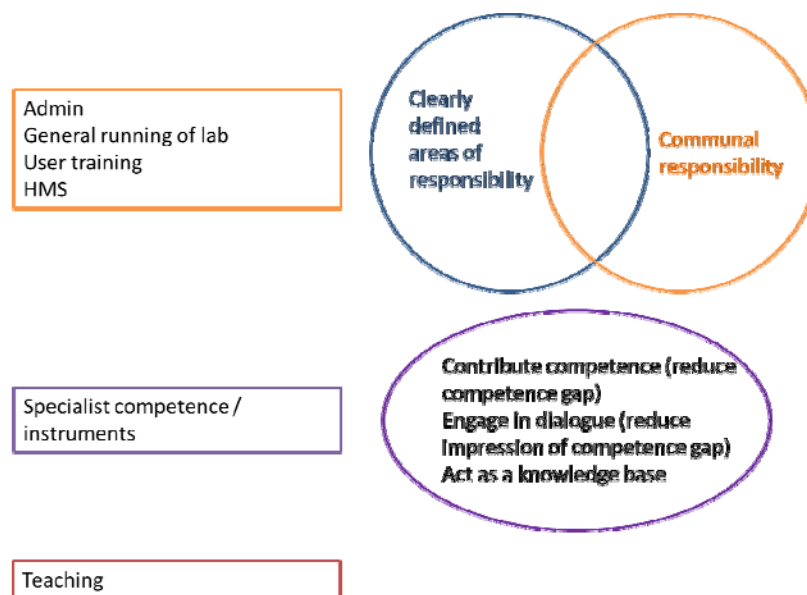 Admin
General running of lab
User training
HMS
Clearly
defined
areas of
responsibility
Communal
responsibility
Specialist competence /
instruments
Contribute competence (reduce
competence gap)
Engage in dialogue (reduce
Impression of competence gap)
Act as a knowledge base
Teaching